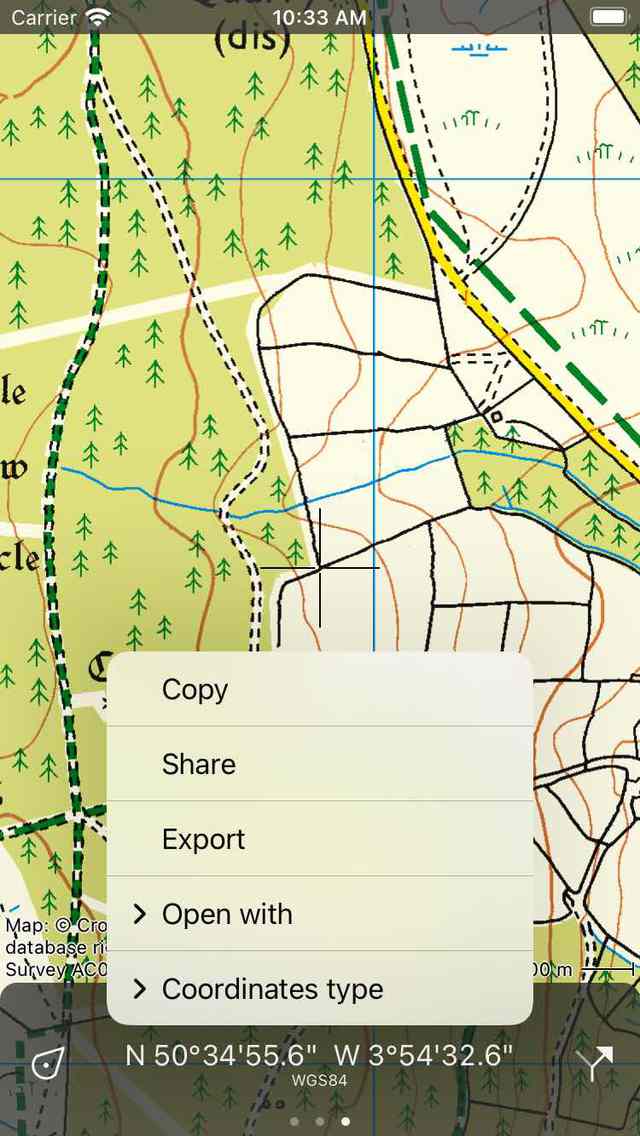 Carrier 10:33 AM
(dis)
le
w
cle
Copy
Share
Export
Open with
Coordinates type
Map: © Cro
database ri
Survey AC0
00 m
N 50°34'55.6" W 3°54'32.6"
WGS84